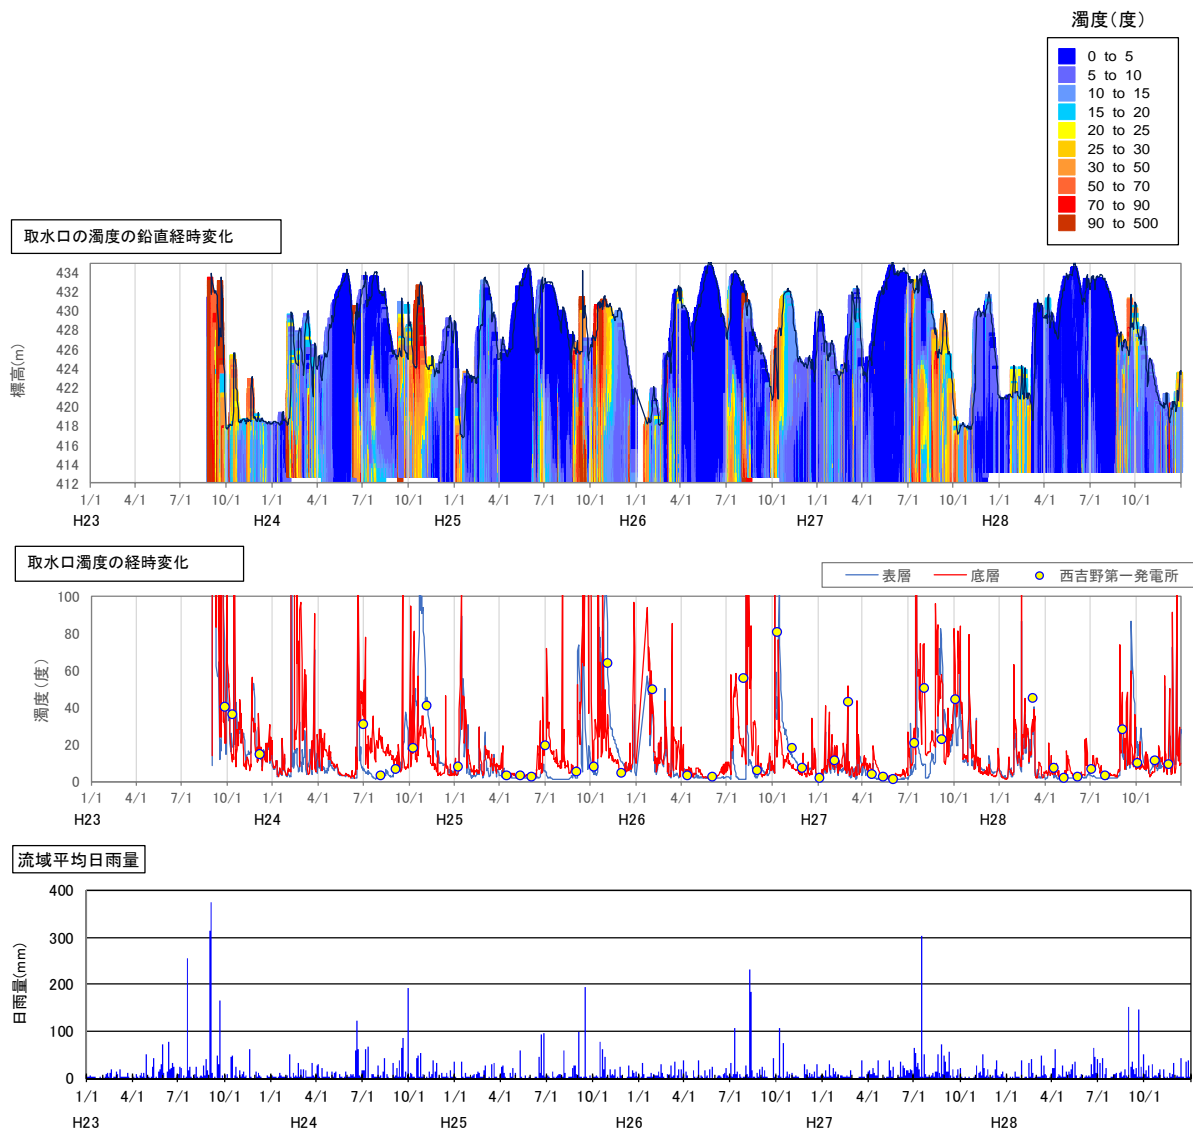 濁度(度)
0 to 5
5 to 10
10 to 15
15 to 20
20 to 25
25 to 30
30 to 50
50 to 70
70 to 90
90 to 500
取水口の濁度の鉛直経時変化
標高(m)
434
432
430
428
426
424
422
420
418
416
414
412
1/1 4/1 7/1 10/1 1/1 4/1 7/1 10/1 1/1 4/1 7/1 10/1 1/1 4/1 7/1 10/1 1/1 4/1 7/1 10/1 1/1 4/1 7/1 10/1
H23 H24 H25 H26 H27 H28
取水口濁度の経時変化
表層 底層 西吉野第一発電所
濁度(度)
100
80
60
40
20
0
1/1 4/1 7/1 10/1 1/1 4/1 7/1 10/1 1/1 4/1 7/1 10/1 1/1 4/1 7/1 10/1 1/1 4/1 7/1 10/1 1/1 4/1 7/1 10/1
H23 H24 H25 H26 H27 H28
流域平均日雨量
日雨量(mm)
400
300
200
100
0
1/1 4/1 7/1 10/1 1/1 4/1 7/1 10/1 1/1 4/1 7/1 10/1 1/1 4/1 7/1 10/1 1/1 4/1 7/1 10/1 1/1 4/1 7/1 10/1
H23 H24 H25 H26 H27 H28